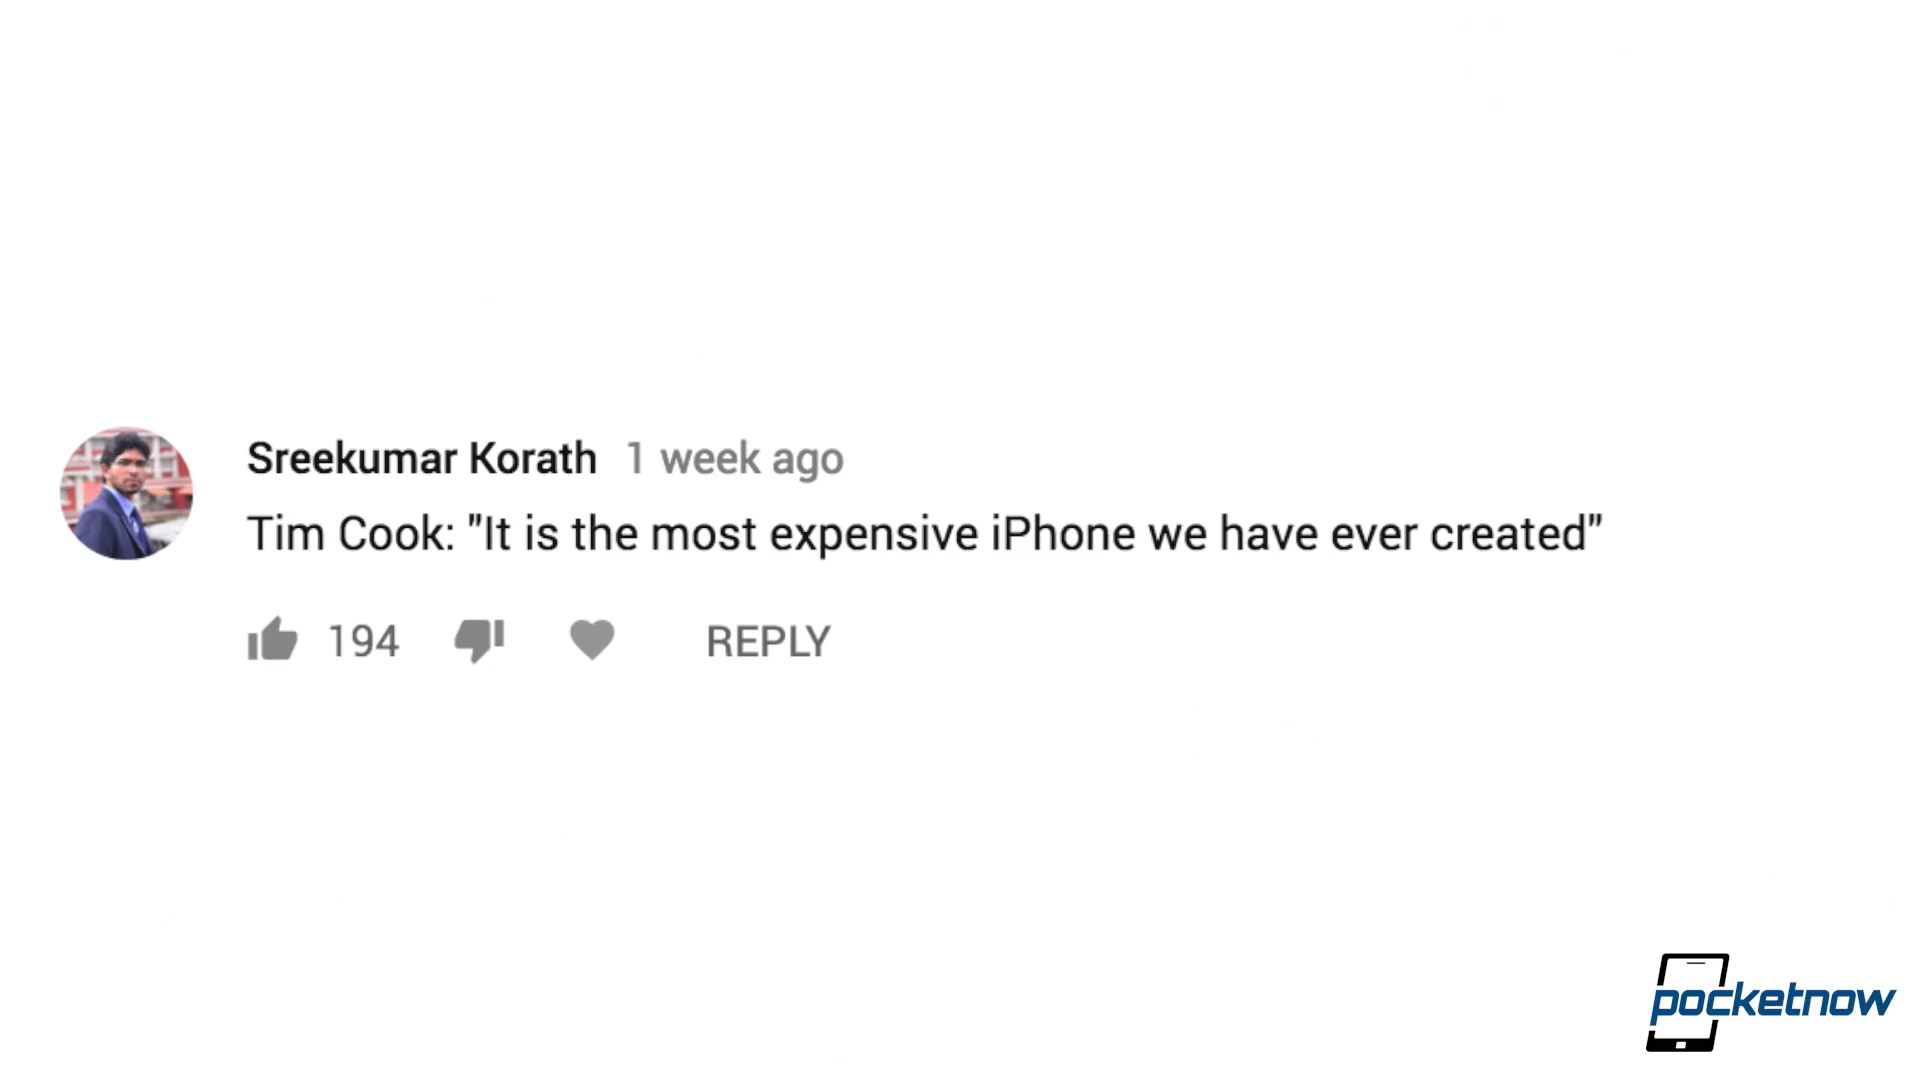 Sreekumar Korath 1 week ago
Tim Cook: "It is the most expensive iPhone we have ever created"
194 REPLY
pocketnow